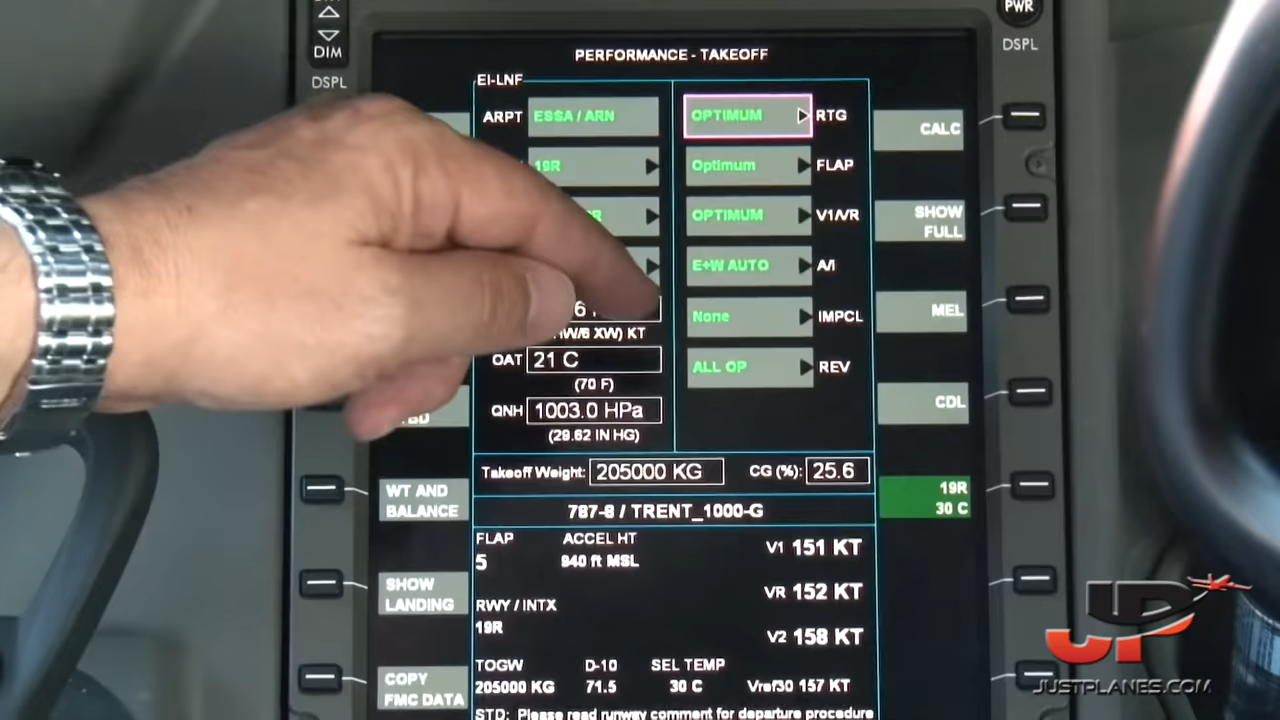 PWR
DIM
DSPL
DSPL
PERFORMANCE - TAKEOFF
EI-LNF
ARPT ESSA / ARN
OPTIMUM RTG
CALC
19R
Optimum FLAP
OPTIMUM V1/VR
SHOW
FULL
E+W AUTO A/I
None IMPCL
MEL
XW) KT
OAT 21 C
(70 F)
ALL OP REV
CDL
QNH 1003.0 HPa
(29.62 IN HG)
Takeoff Weight: 205000 KG CG (%): 25.6
WT AND
BALANCE
19R
30 C
787-8 / TRENT_1000-G
FLAP ACCEL HT
5 940 ft MSL
V1 151 KT
VR 152 KT
V2 158 KT
SHOW
LANDING
RWY / INTX
19R
TOGW D-10 SEL TEMP
205000 KG 71.5 30 C Vref30 157 KT
COPY
FMC DATA
STD: Please read runway comment for departure procedure
JP
JUSTPLANES.COM